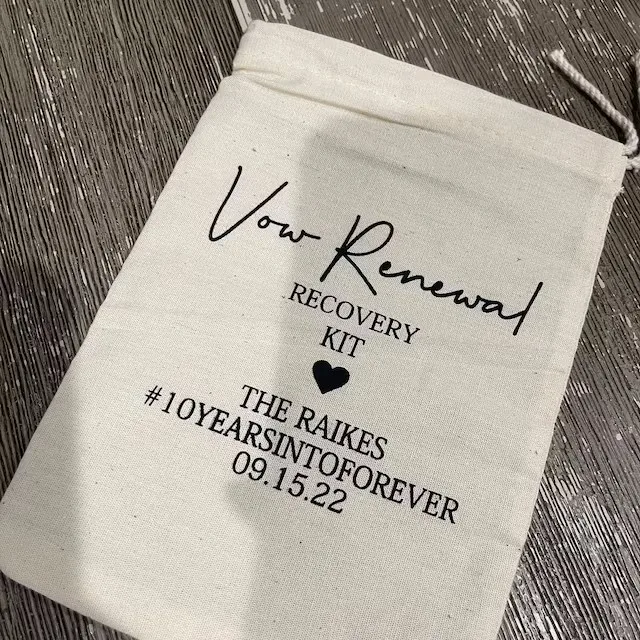 Vow Renewal
RECOVERY
KIT
THE RAIKES
#10YEARSINTOFOREVER
09.15.22